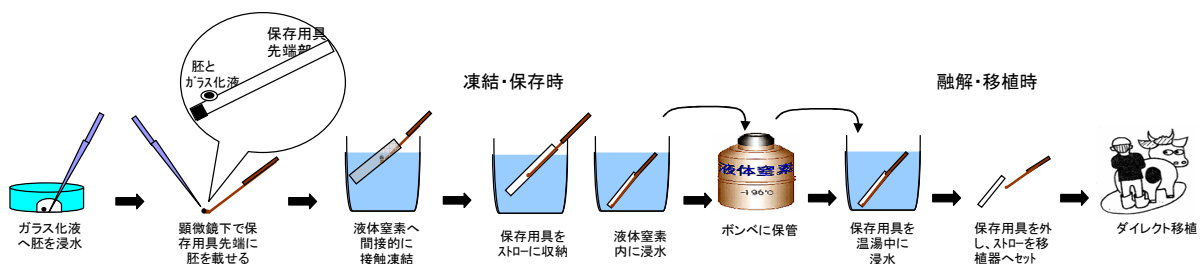 保存用具
先端部
胚と
ガラス化液
凍結・保存時
融解・移植時
液体窒素
-196℃
ガラス化液
へ胚を浸水
顕微鏡下で保
存用具先端に
胚を載せる
液体窒素へ
間接的に
接触凍結
保存用具を
ストローに収納
液体窒素
内に浸水
ボンベに保管
保存用具を
温湯中に
浸水
保存用具を外
し、ストローを移
植器へセット
ダイレクト移植